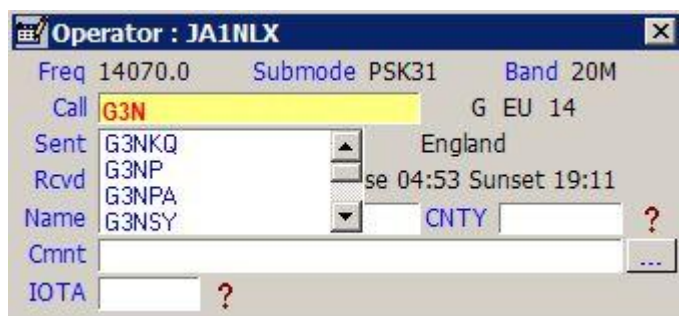 Operator : JA1NLX
Freq 14070.0 Submode PSK31 Band 20M
Call G3N G EU 14
Sent G3NKQ England
Rcvd G3NP se 04:53 Sunset 19:11
G3NPA
Name G3NSY CNTY ?
Cmnt ...
IOTA ?